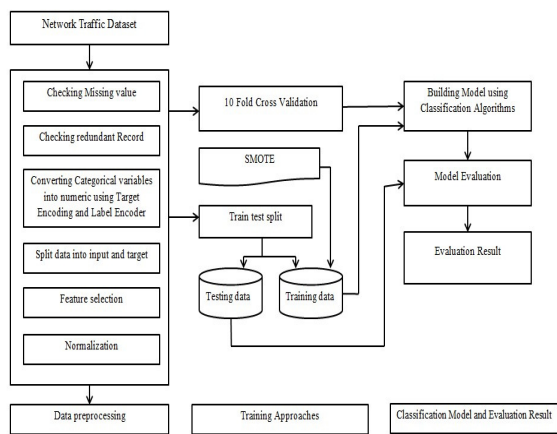 Network Traffic Dataset
Checking Missing value
Checking redundant Record
Converting Categorical variables
into numeric using Target
Encoding and Label Encoder
Split data into input and target
Feature selection
Normalization
Data preprocessing
10 Fold Cross Validation
SMOTE
Train test split
Testing data
Training data
Training Approaches
Building Model using
Classification Algorithms
Model Evaluation
Evaluation Result
Classification Model and Evaluation Result